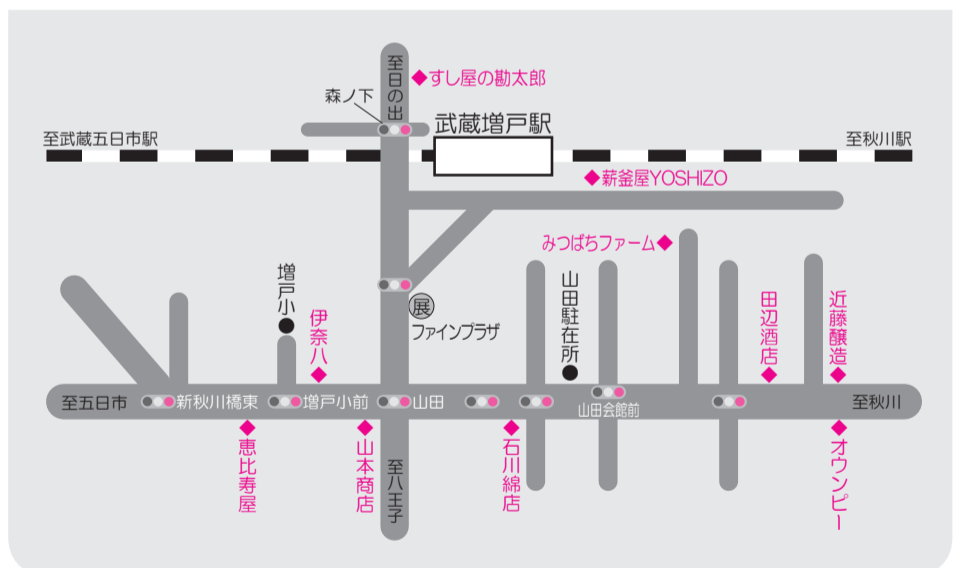 至日の出
すし屋の勘太郎
森ノ下
武蔵増戸駅
至武蔵五日市駅
至秋川駅
薪釜屋YOSHIZO
みつばちファーム
増戸小
伊奈八
展
ファインプラザ
山田駐在所
田辺酒店
近藤醸造
至五日市
新秋川橋東
増戸小前
山田
山田会館前
至秋川
恵比寿屋
山本商店
至八王子
石川綿店
オウンピー